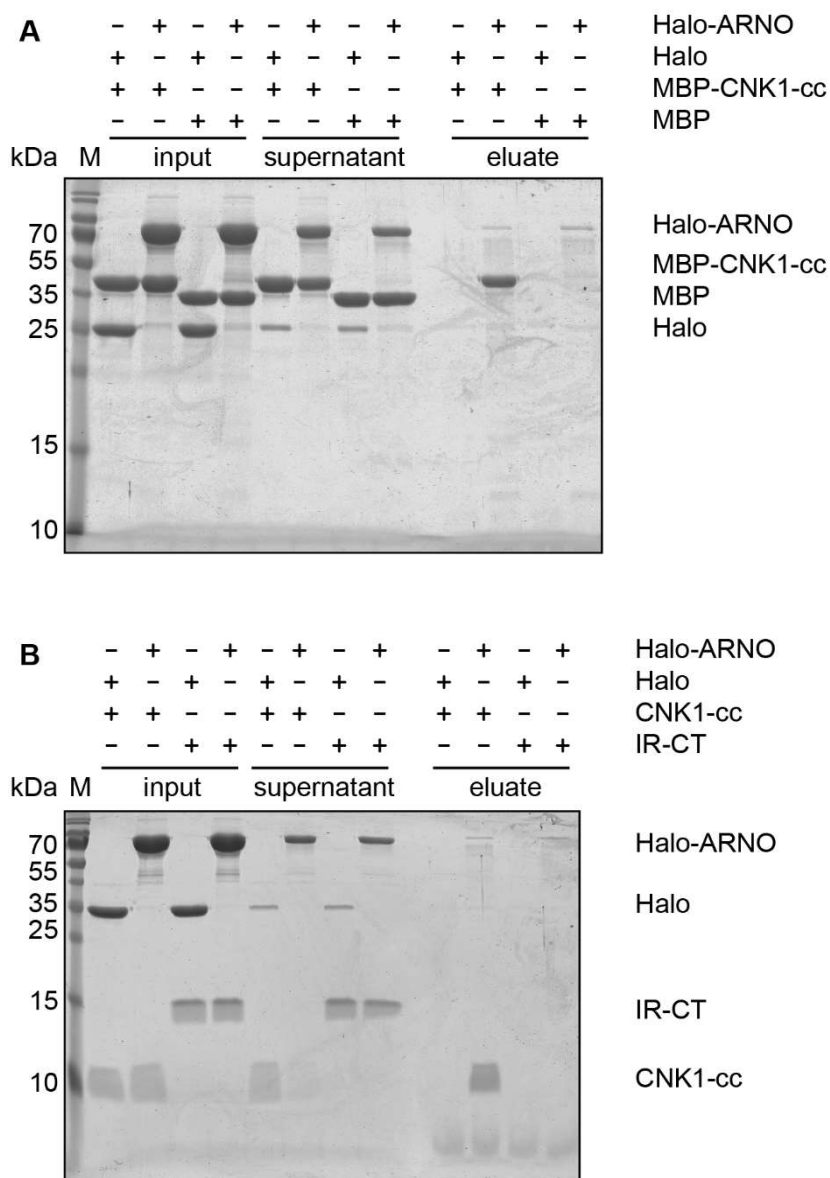 A
– + – + – + – + – + – + Halo-ARNO
+ – + – + – + – + – + – Halo
+ + – – + + – – + + – – MBP-CNK1-cc
– – + + – – + + – – + + MBP
kDa M input supernatant eluate
70 Halo-ARNO
55 MBP-CNK1-cc
35 MBP
25 Halo
15
10
B
– + – + – + – + – + – + Halo-ARNO
+ – + – + – + – + – + – Halo
+ + – – + + – – + + – – CNK1-cc
– – + + – – + + – – + + IR-CT
kDa M input supernatant eluate
70 Halo-ARNO
55
35 Halo
25
15 IR-CT
10 CNK1-cc